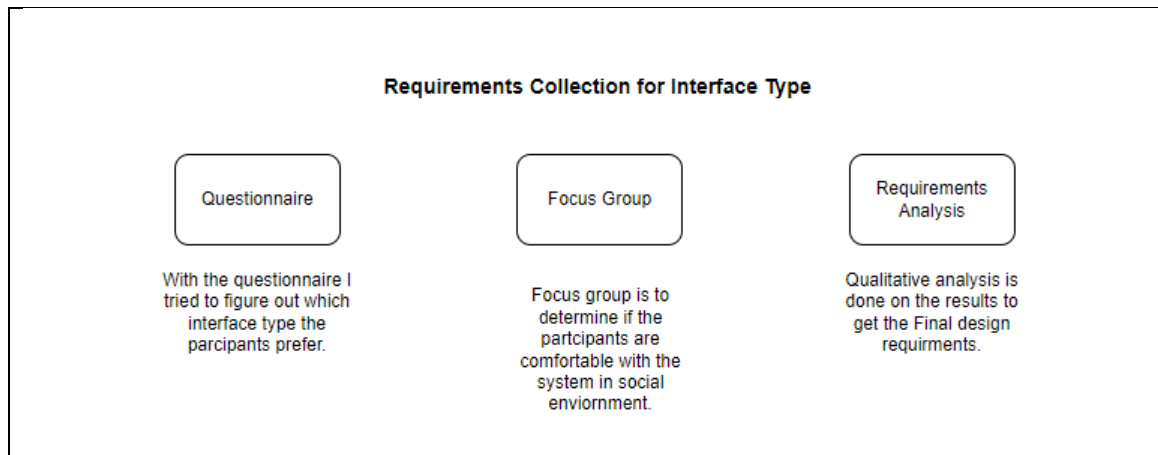 Requirements Collection for Interface Type
Questionnaire
With the questionnaire I
tried to figure out which
interface type the
parcipants prefer.
Focus Group
Focus group is to
determine if the
partcipants are
comfortable with the
system in social
enviornment.
Requirements
Analysis
Qualitative analysis is
done on the results to
get the Final design
requirments.